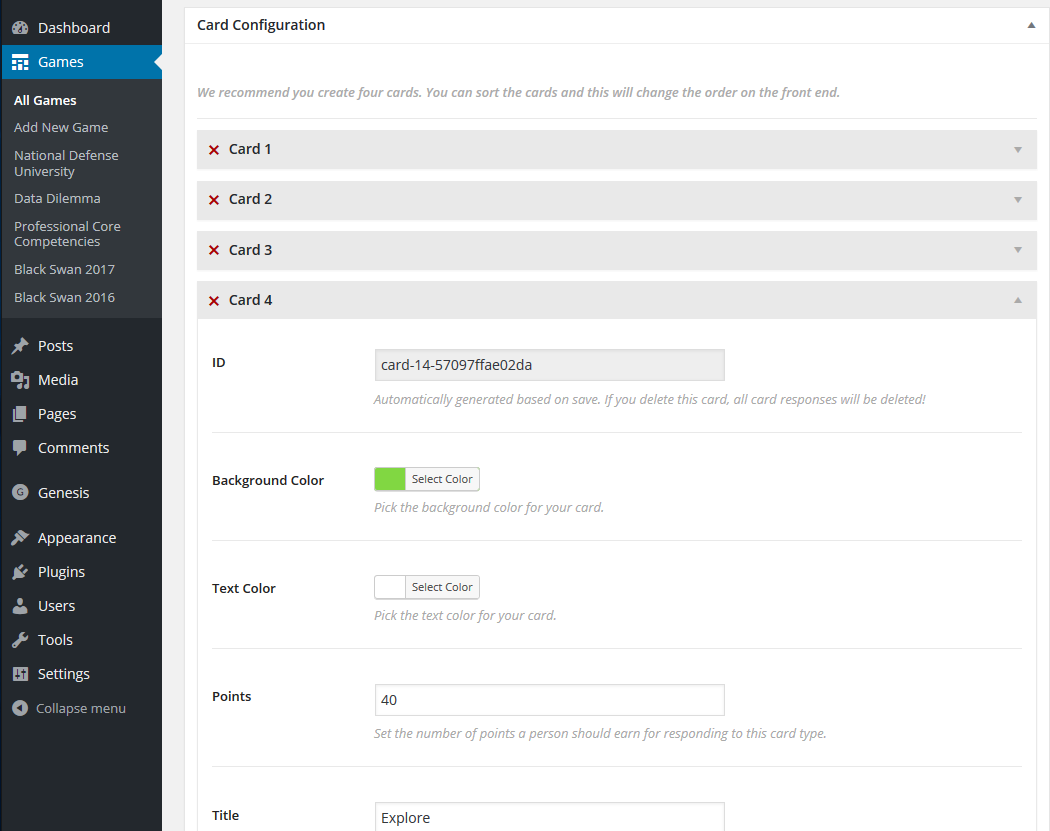 Dashboard
Games
All Games
Add New Game
National Defense
University
Data Dilemma
Professional Core
Competencies
Black Swan 2017
Black Swan 2016
Posts
Media
Pages
Comments
G
Genesis
Appearance
Plugins
Users
Tools
Settings
Collapse menu
Card Configuration
We recommend you create four cards. You can sort the cards and this will change the order on the front end.
Card 1
Card 2
Card 3
Card 4
ID
card-14-57097ffae02da
Automatically generated based on save. If you delete this card, all card responses will be deleted!
Background Color
Select Color
Pick the background color for your card.
Text Color
Select Color
Pick the text color for your card.
Points
40
Set the number of points a person should earn for responding to this card type.
Title
Explore